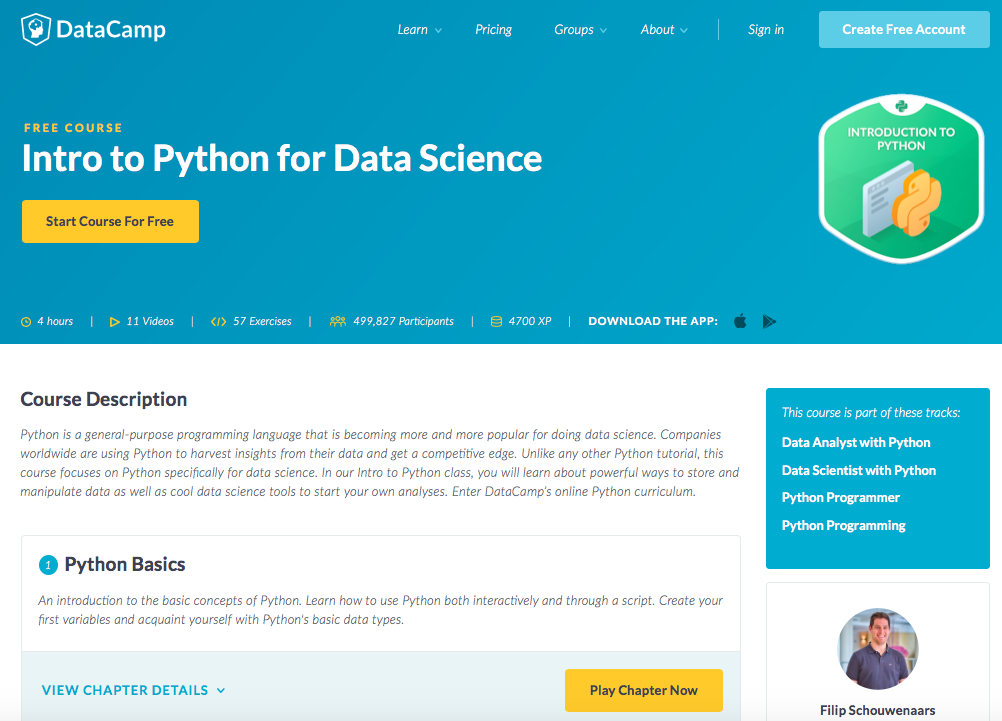 DataCamp
Learn
Pricing
Groups
About
Sign in
Create Free Account
FREE COURSE
Intro to Python for Data Science
Start Course For Free
INTRODUCTION TO
PYTHON
4 hours | 11 Videos | </> 57 Exercises | 499,827 Participants | 4700 XP | DOWNLOAD THE APP:
Course Description
Python is a general-purpose programming language that is becoming more and more popular for doing data science. Companies
worldwide are using Python to harvest insights from their data and get a competitive edge. Unlike any other Python tutorial, this
course focuses on Python specifically for data science. In our Intro to Python class, you will learn about powerful ways to store and
manipulate data as well as cool data science tools to start your own analyses. Enter DataCamp's online Python curriculum.
1 Python Basics
An introduction to the basic concepts of Python. Learn how to use Python both interactively and through a script. Create your
first variables and acquaint yourself with Python's basic data types.
VIEW CHAPTER DETAILS
Play Chapter Now
This course is part of these tracks:
Data Analyst with Python
Data Scientist with Python
Python Programmer
Python Programming
Filip Schouwenaars